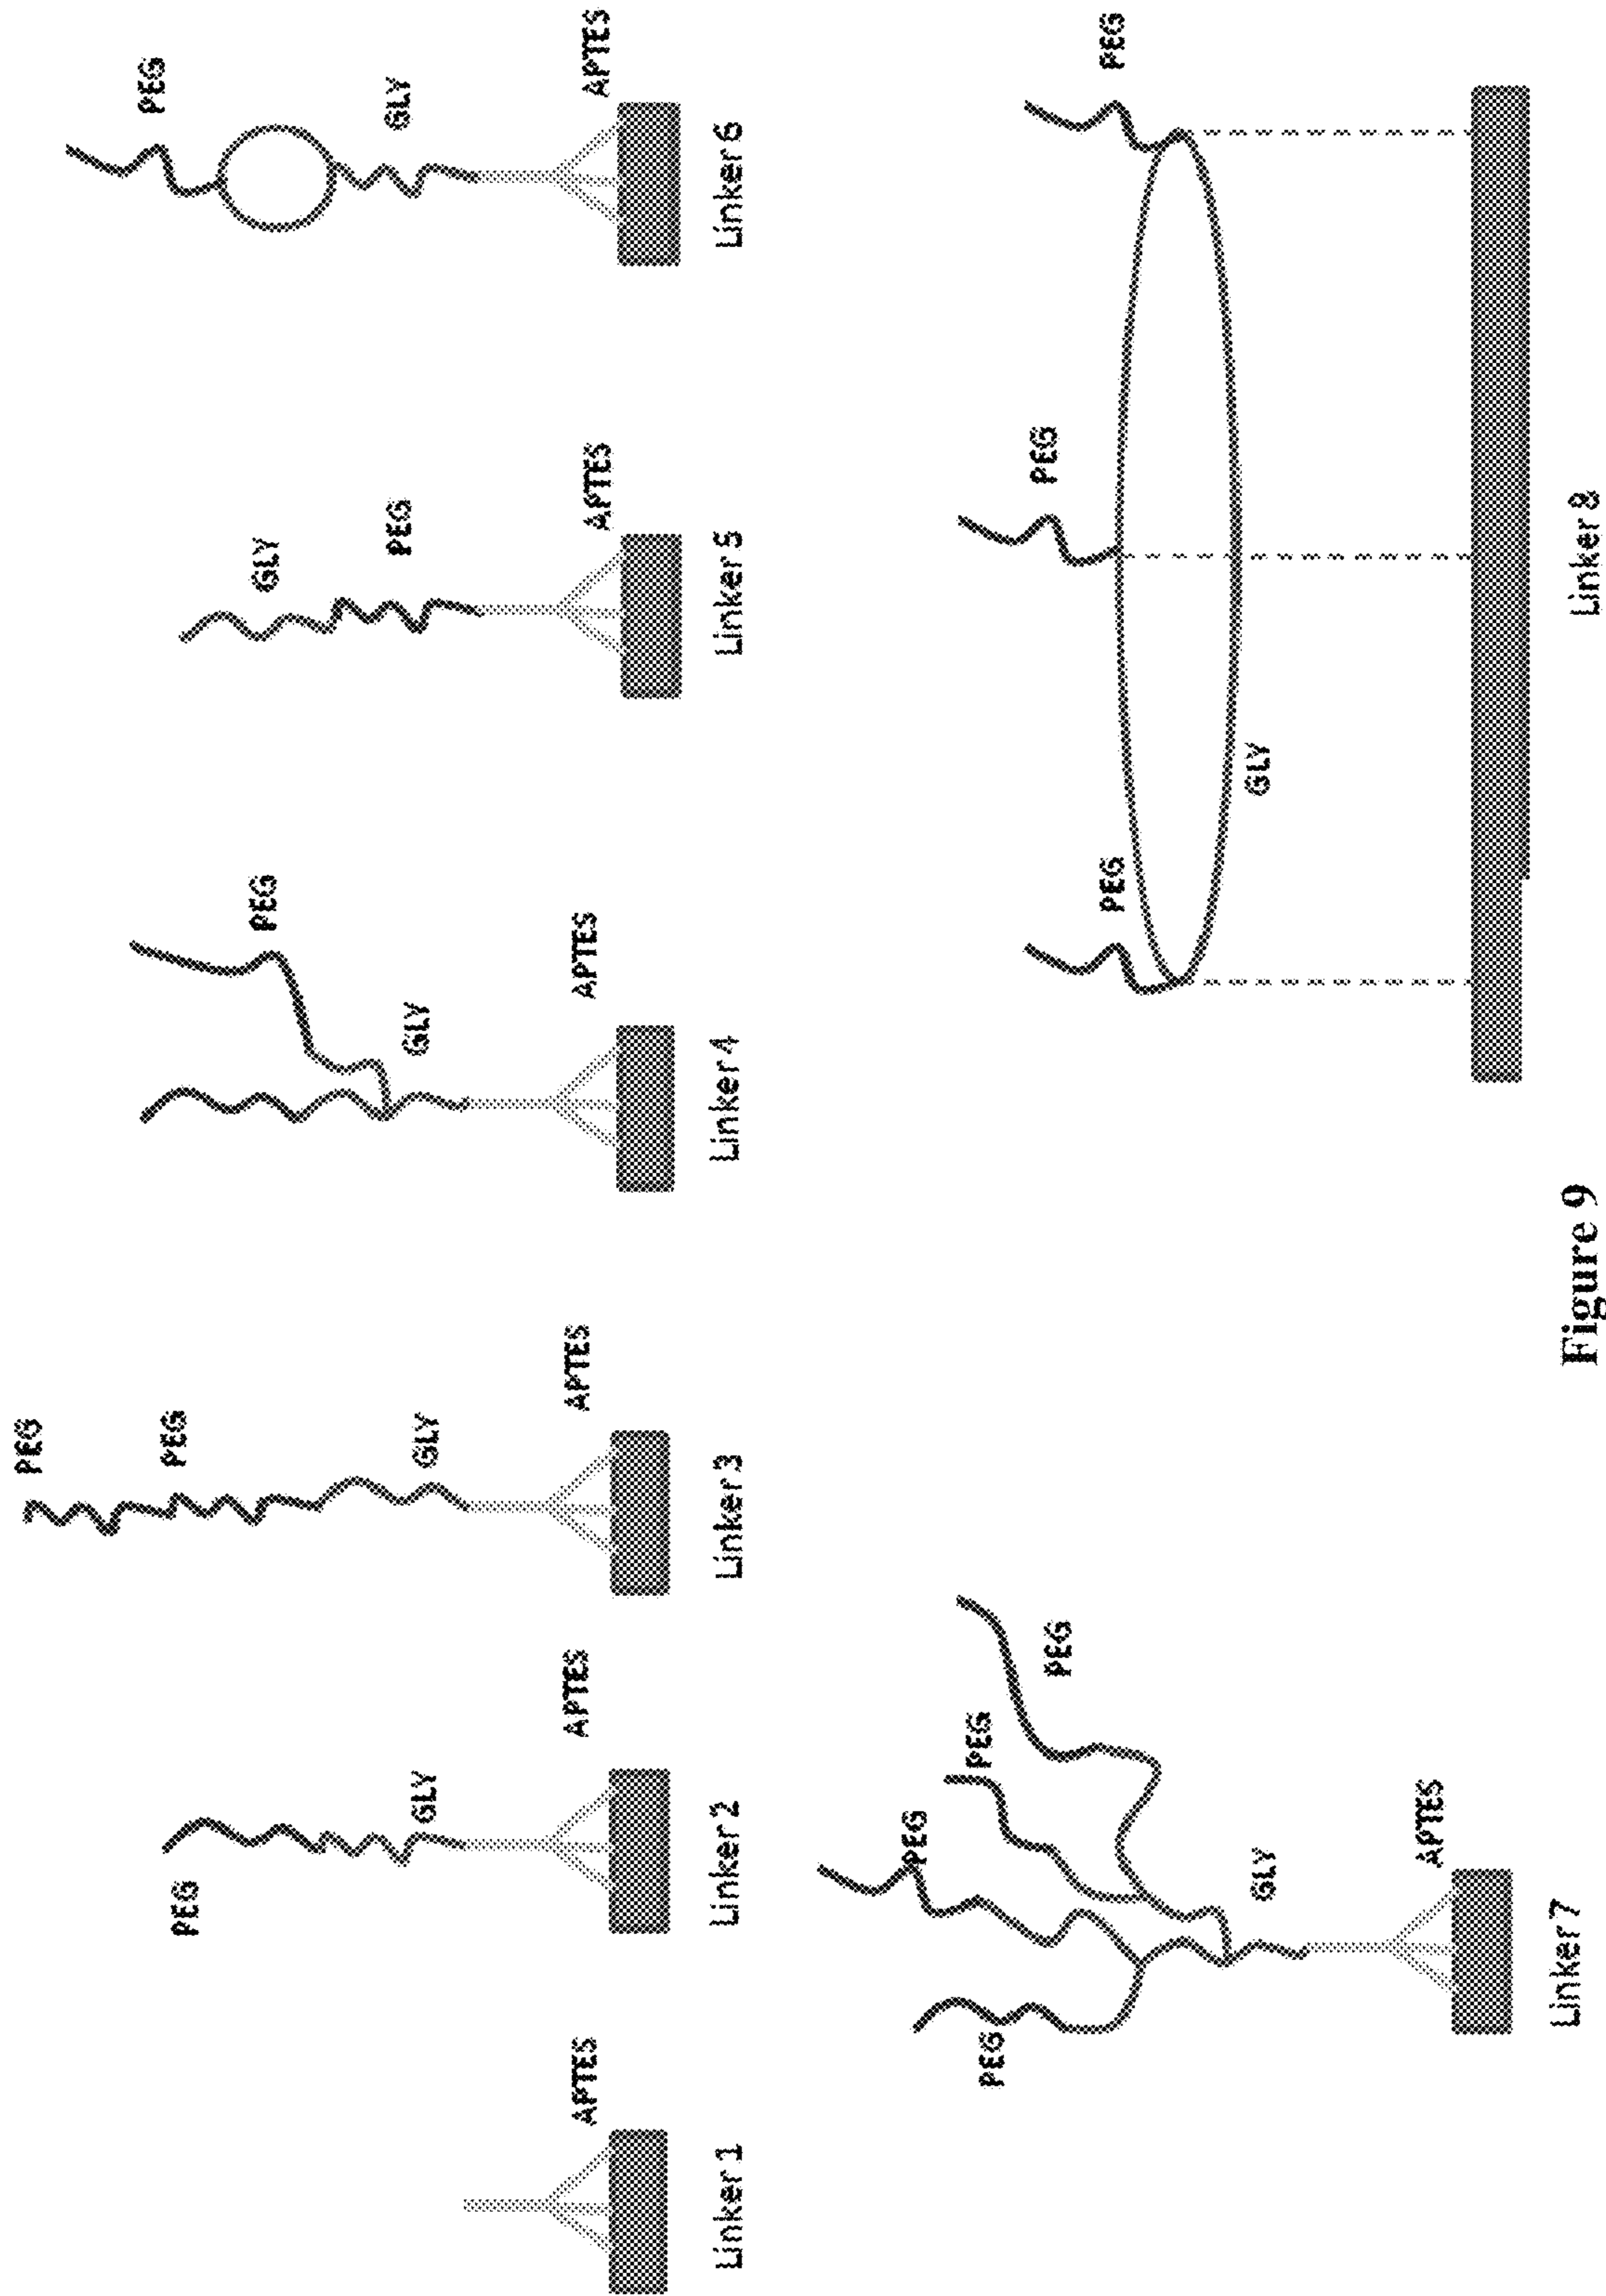 APTES
Linker 1
PEG
GLY
APTES
Linker 2
PEG
PEG
GLY
APTES
Linker 3
PEG
GLY
APTES
Linker 4
GLY
PEG
APTES
Linker 5
PEG
GLY
APTES
Linker 6
PEG
PEG
PEG
PEG
GLY
APTES
Linker 7
PEG
PEG
PEG
GLY
Linker 8
Figure 9